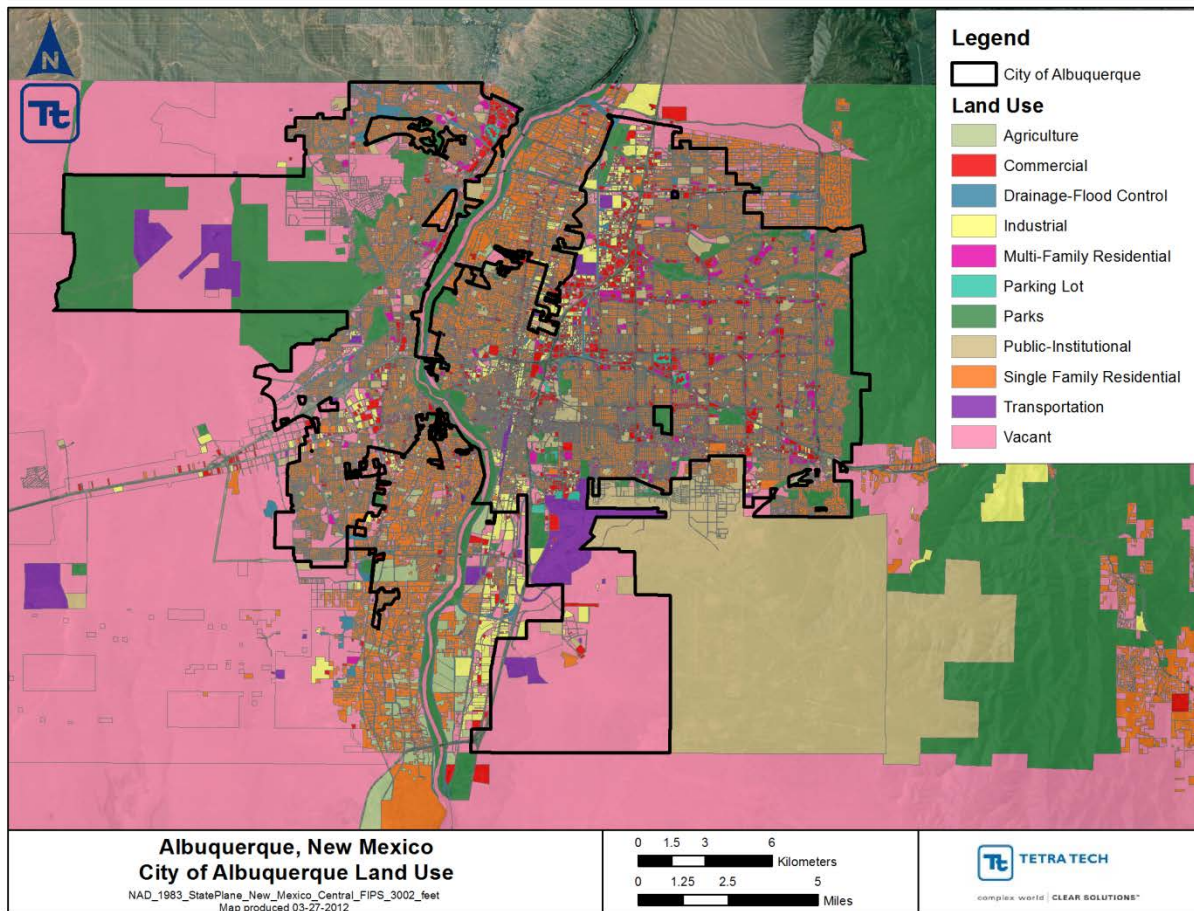 N
Tt
Legend
City of Albuquerque
Land Use
Agriculture
Commercial
Drainage-Flood Control
Industrial
Multi-Family Residential
Parking Lot
Parks
Public-Institutional
Single Family Residential
Transportation
Vacant
Albuquerque, New Mexico
City of Albuquerque Land Use
NAD_1983_StatePlane_New_Mexico_Central_FIPS_3002_feet
Map produced 03-27-2012
0 1.5 3 6
Kilometers
0 1.25 2.5 5
Miles
Tt TETRA TECH
complex world | CLEAR SOLUTIONS™